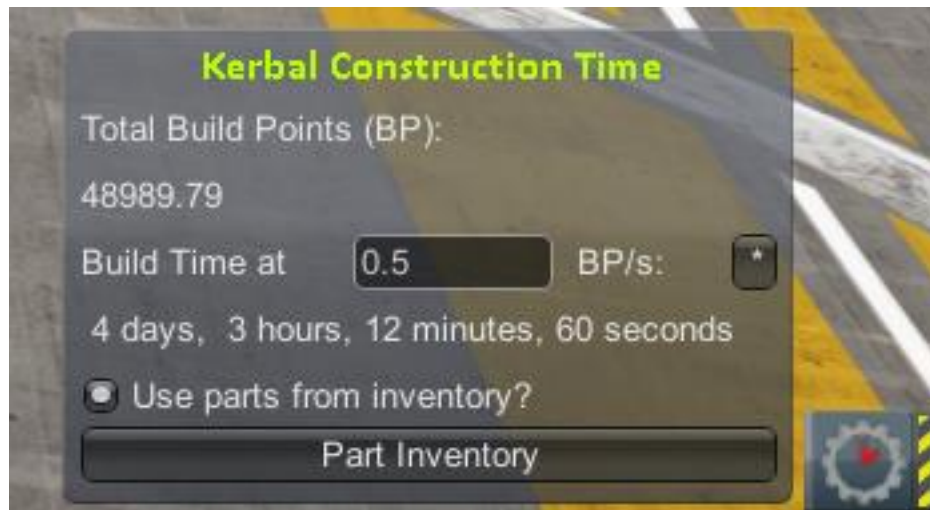 Kerbal Construction Time
Total Build Points (BP):
48989.79
Build Time at 0.5 BP/s: *
4 days, 3 hours, 12 minutes, 60 seconds
Use parts from inventory?
Part Inventory